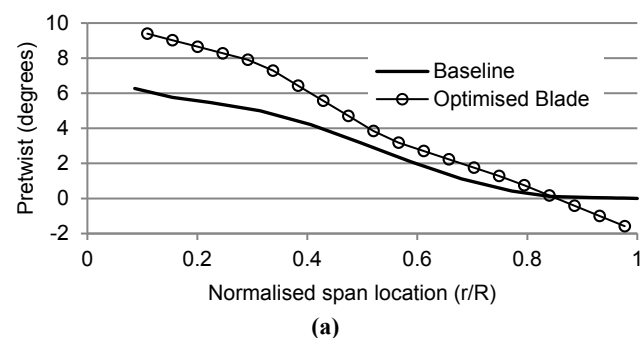 10
8
6
4
2
0
-2
Pretwist (degrees)
Baseline
Optimised Blade
0 0.2 0.4 0.6 0.8 1
Normalised span location (r/R)
(a)